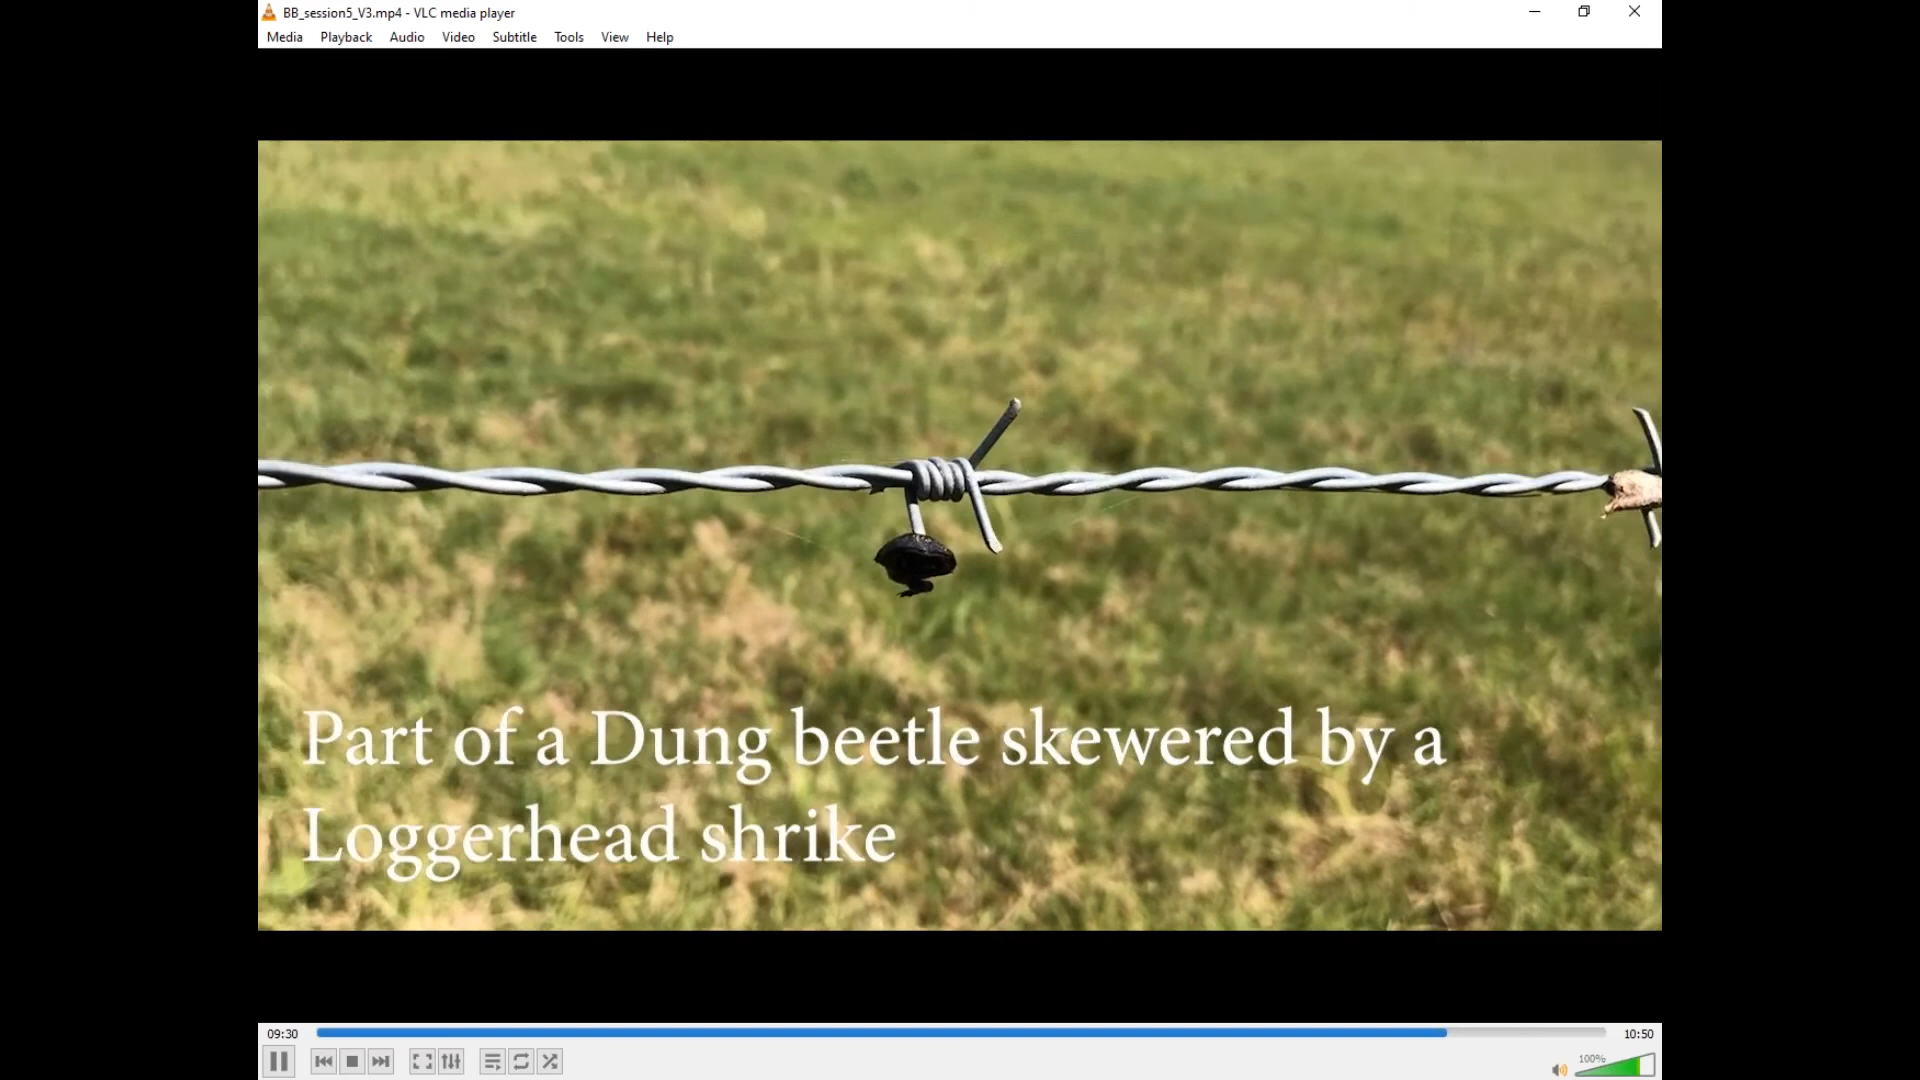 BB_session5_V3.mp4 - VLC media player
Media Playback Audio Video Subtitle Tools View Help
Part of a Dung beetle skewered by a
Loggerhead shrike
09:30
10:50
100%